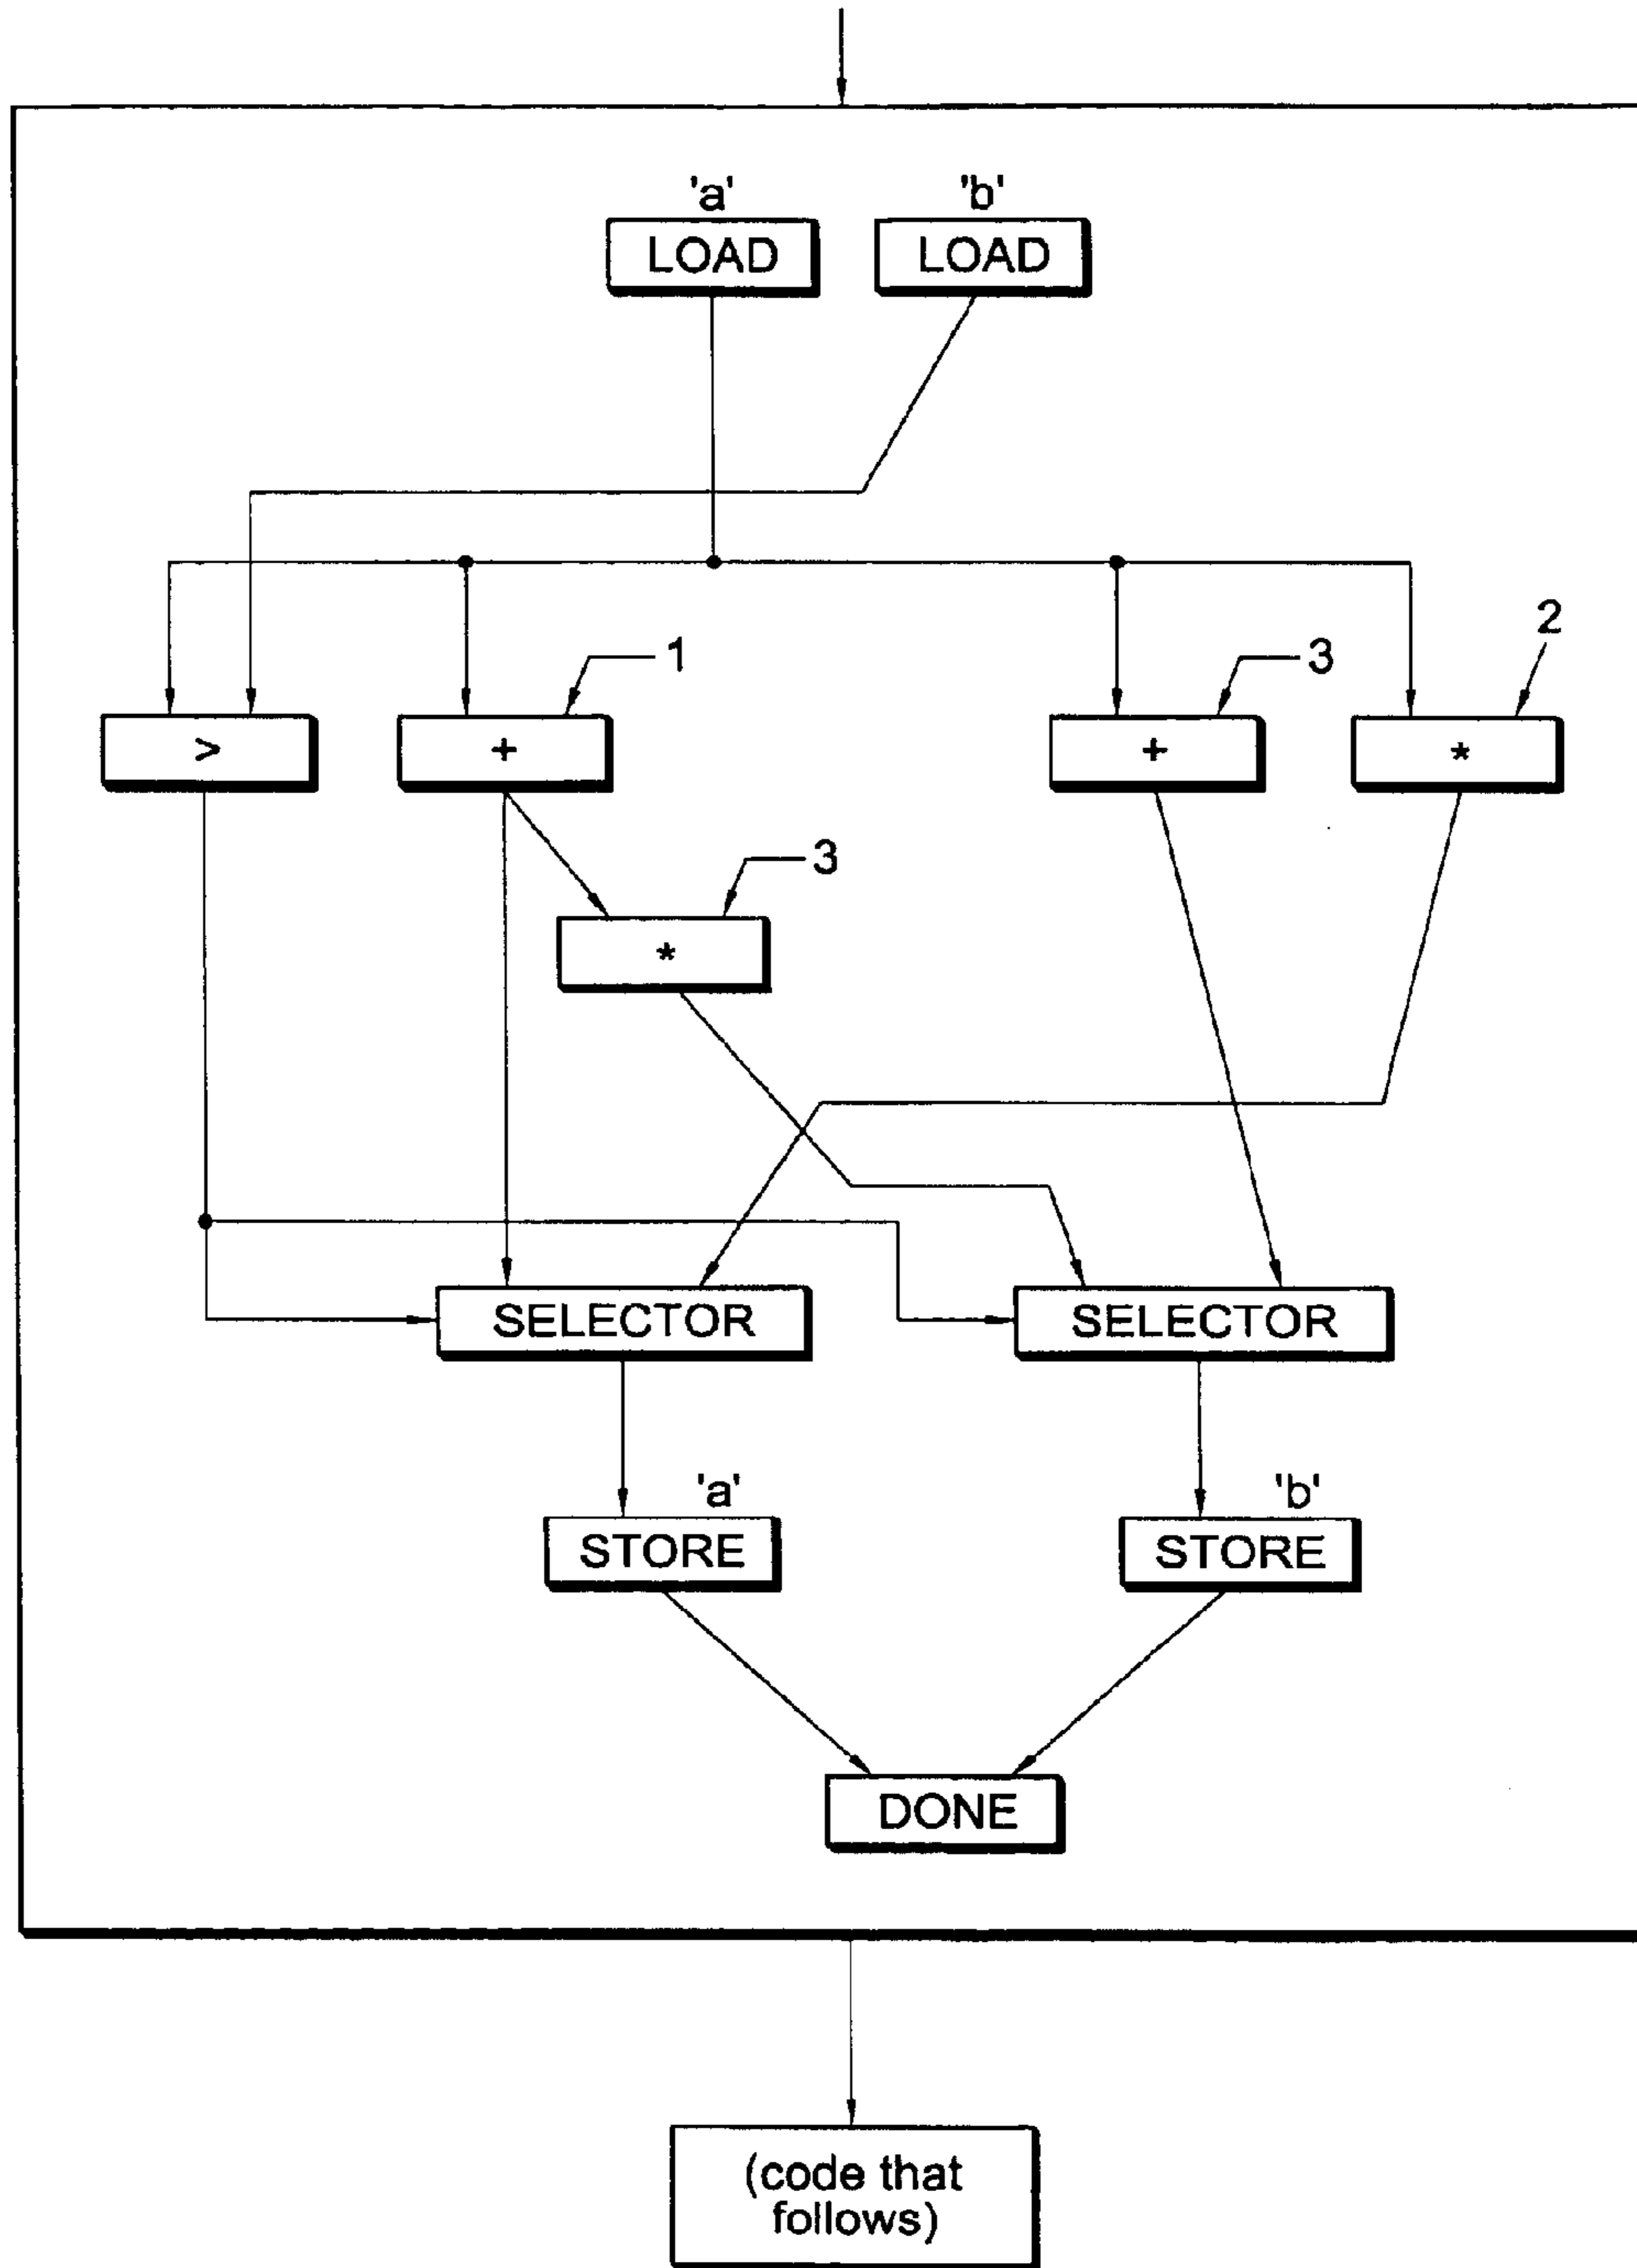 'a' 'b'
LOAD LOAD
2
1 3
> + + *
3
*
SELECTOR SELECTOR
'a' 'b'
STORE STORE
DONE
(code that
follows)